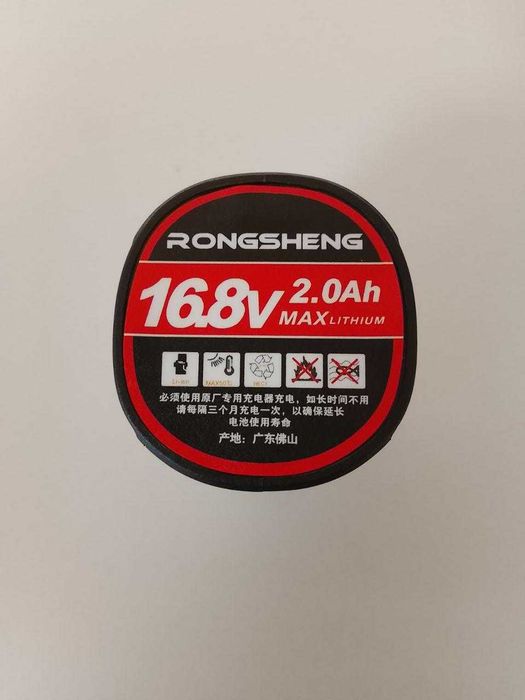 RONGSHENG
16.8V 2.0Ah
MAX LITHIUM
MAX50℃
必须使用原厂专用充电器充电，如长时间不用
请每隔三个月充电一次，以确保延长
电池使用寿命
产地：广东佛山